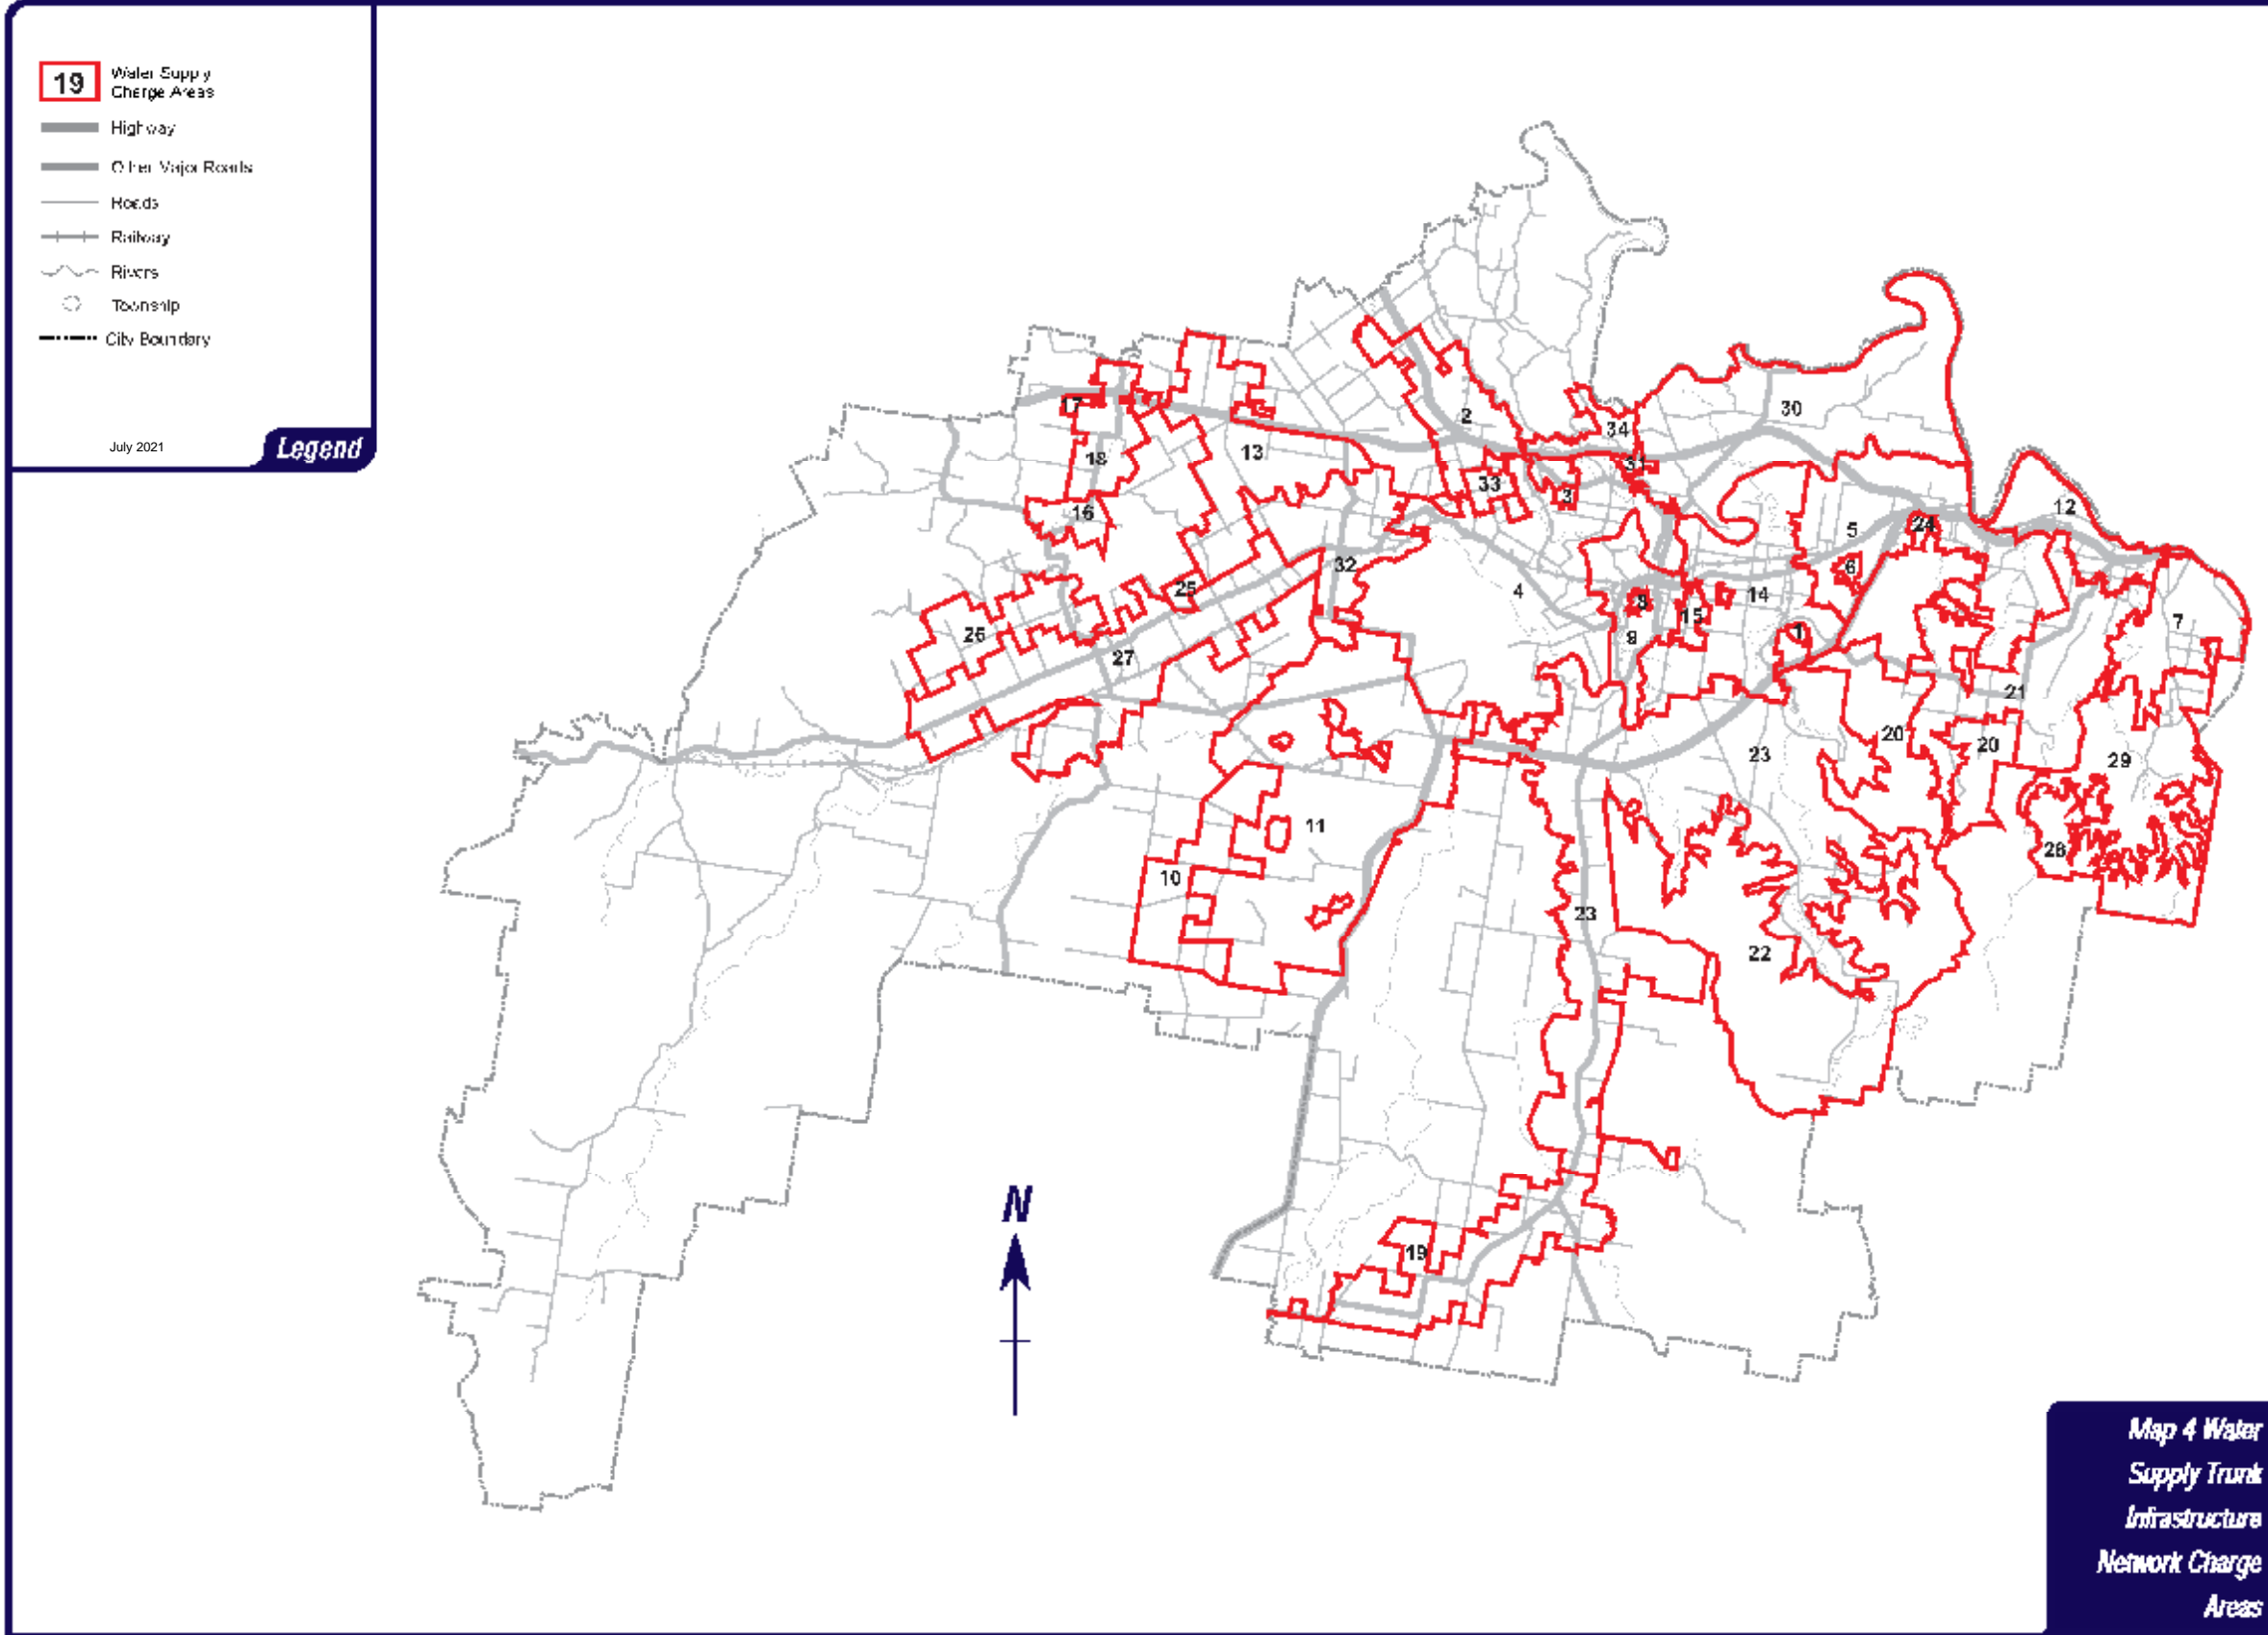 19
Water Supply
Charge Areas
Highway
Other Major Roads
Roads
Railway
Rivers
Township
City Boundary
July 2021
Legend
2
30
34
17
13
18
31
33
3
16
12
5
24
6
32
25
4
8
14
15
1
7
26
9
27
21
20
20
23
29
11
28
10
23
22
N
19
Map 4 Water
Supply Trunk
Infrastructure
Network Charge
Areas